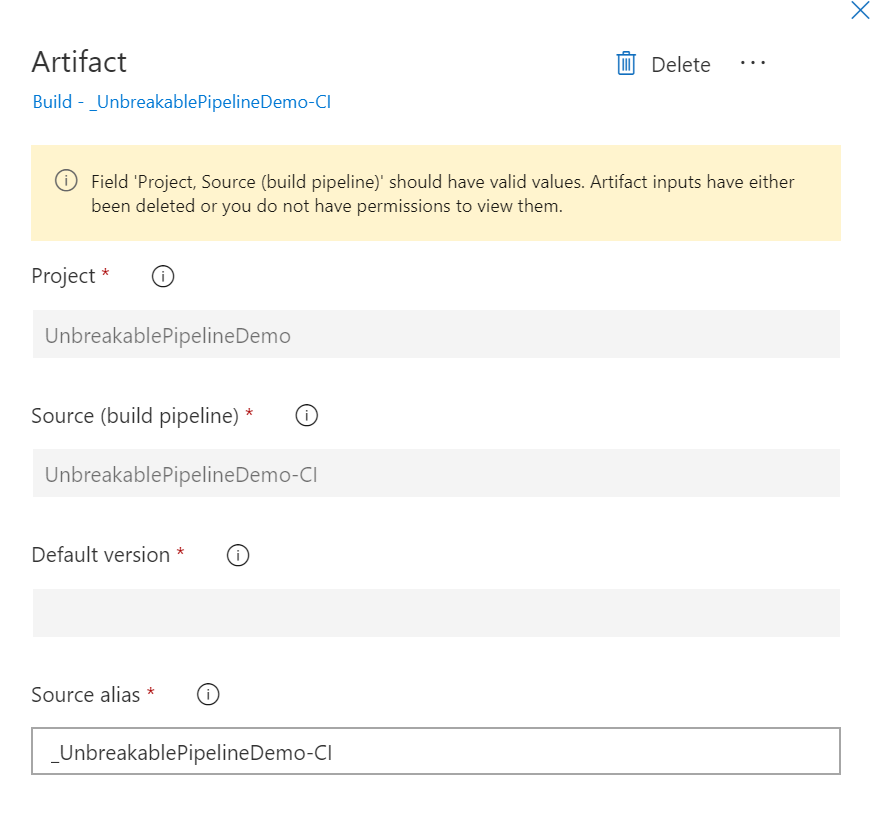 Artifact
Delete ...
Build - _UnbreakablePipelineDemo-CI
Field 'Project, Source (build pipeline)' should have valid values. Artifact inputs have either
been deleted or you do not have permissions to view them.
Project *
UnbreakablePipelineDemo
Source (build pipeline) *
UnbreakablePipelineDemo-CI
Default version *
Source alias *
_UnbreakablePipelineDemo-CI